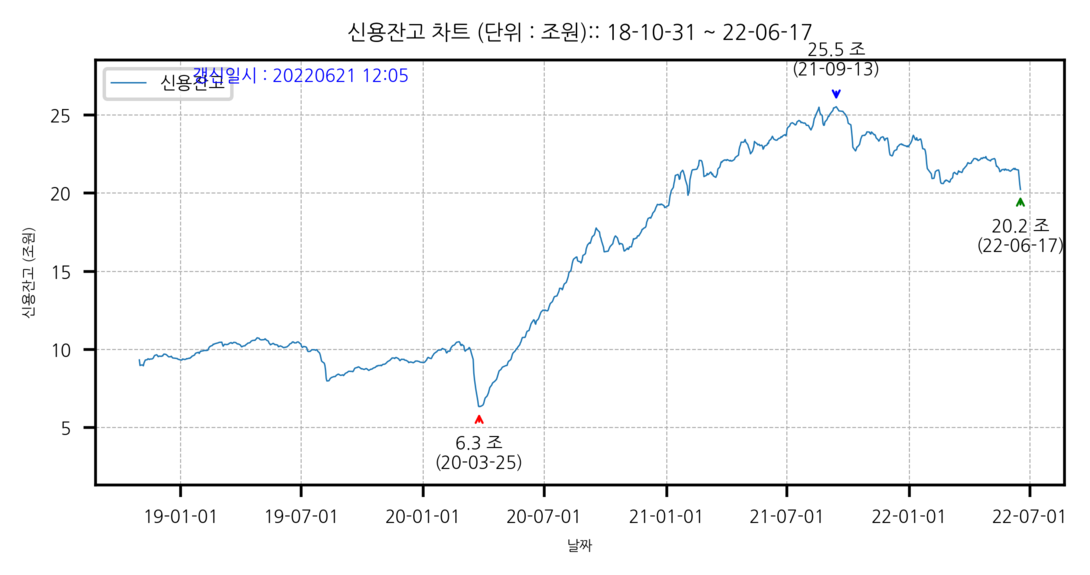 신용잔고 차트 (단위 : 조원):: 18-10-31 ~ 22-06-17
25.5 조
(21-09-13)
갱신일시 : 20220621 12:05
신용잔고
25
20
15
10
5
신용잔고 (조원)
20.2 조
(22-06-17)
6.3 조
(20-03-25)
19-01-01
19-07-01
20-01-01
20-07-01
21-01-01
21-07-01
22-01-01
22-07-01
날짜